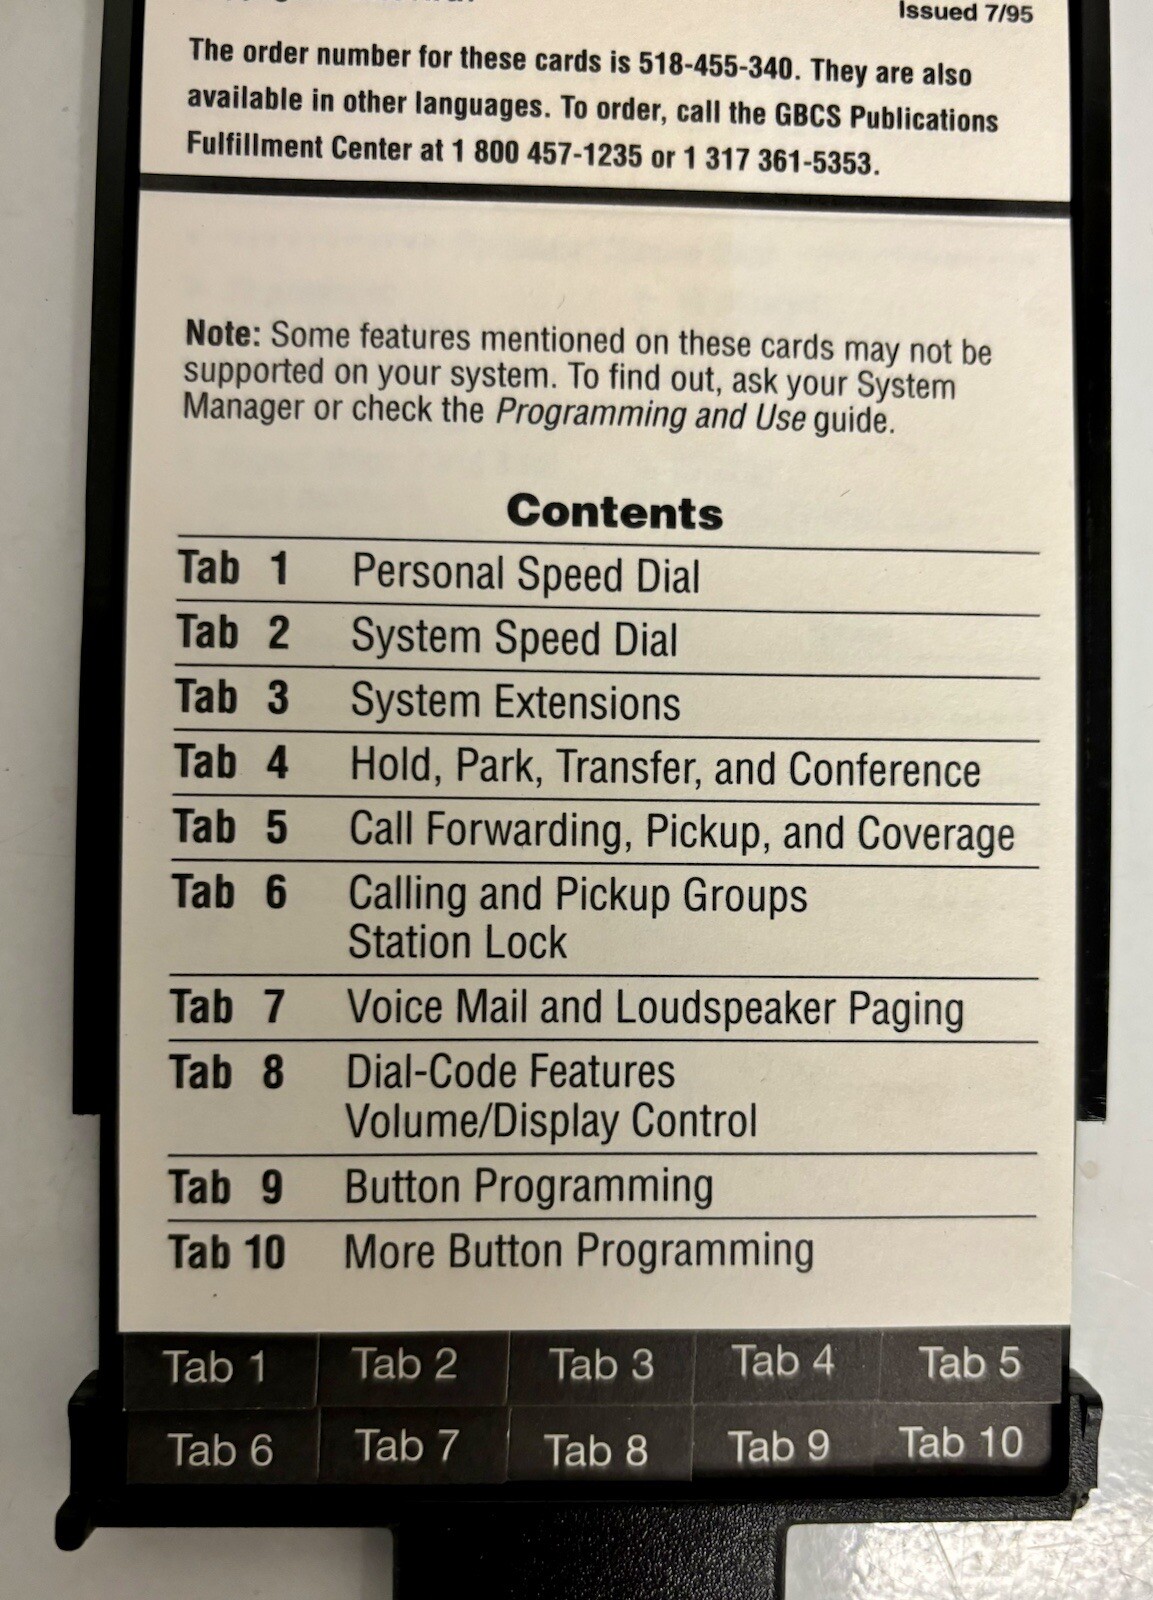 Issued 7/95
The order number for these cards is 518-455-340. They are also
available in other languages. To order, call the GBCS Publications
Fulfillment Center at 1 800 457-1235 or 1 317 361-5353.
Note: Some features mentioned on these cards may not be
supported on your system. To find out, ask your System
Manager or check the Programming and Use guide.
Contents
Tab 1 Personal Speed Dial
Tab 2 System Speed Dial
Tab 3 System Extensions
Tab 4 Hold, Park, Transfer, and Conference
Tab 5 Call Forwarding, Pickup, and Coverage
Tab 6 Calling and Pickup Groups
Station Lock
Tab 7 Voice Mail and Loudspeaker Paging
Tab 8 Dial-Code Features
Volume/Display Control
Tab 9 Button Programming
Tab 10 More Button Programming
Tab 1 Tab 2 Tab 3 Tab 4 Tab 5
Tab 6 Tab 7 Tab 8 Tab 9 Tab 10